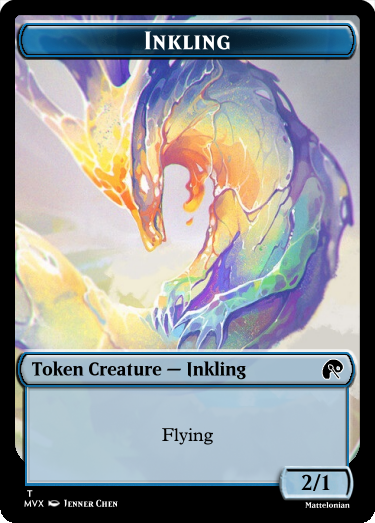 INKLING
Token Creature — Inkling
Flying
2/1
T
MVX JENNER CHEN
Mattelonian